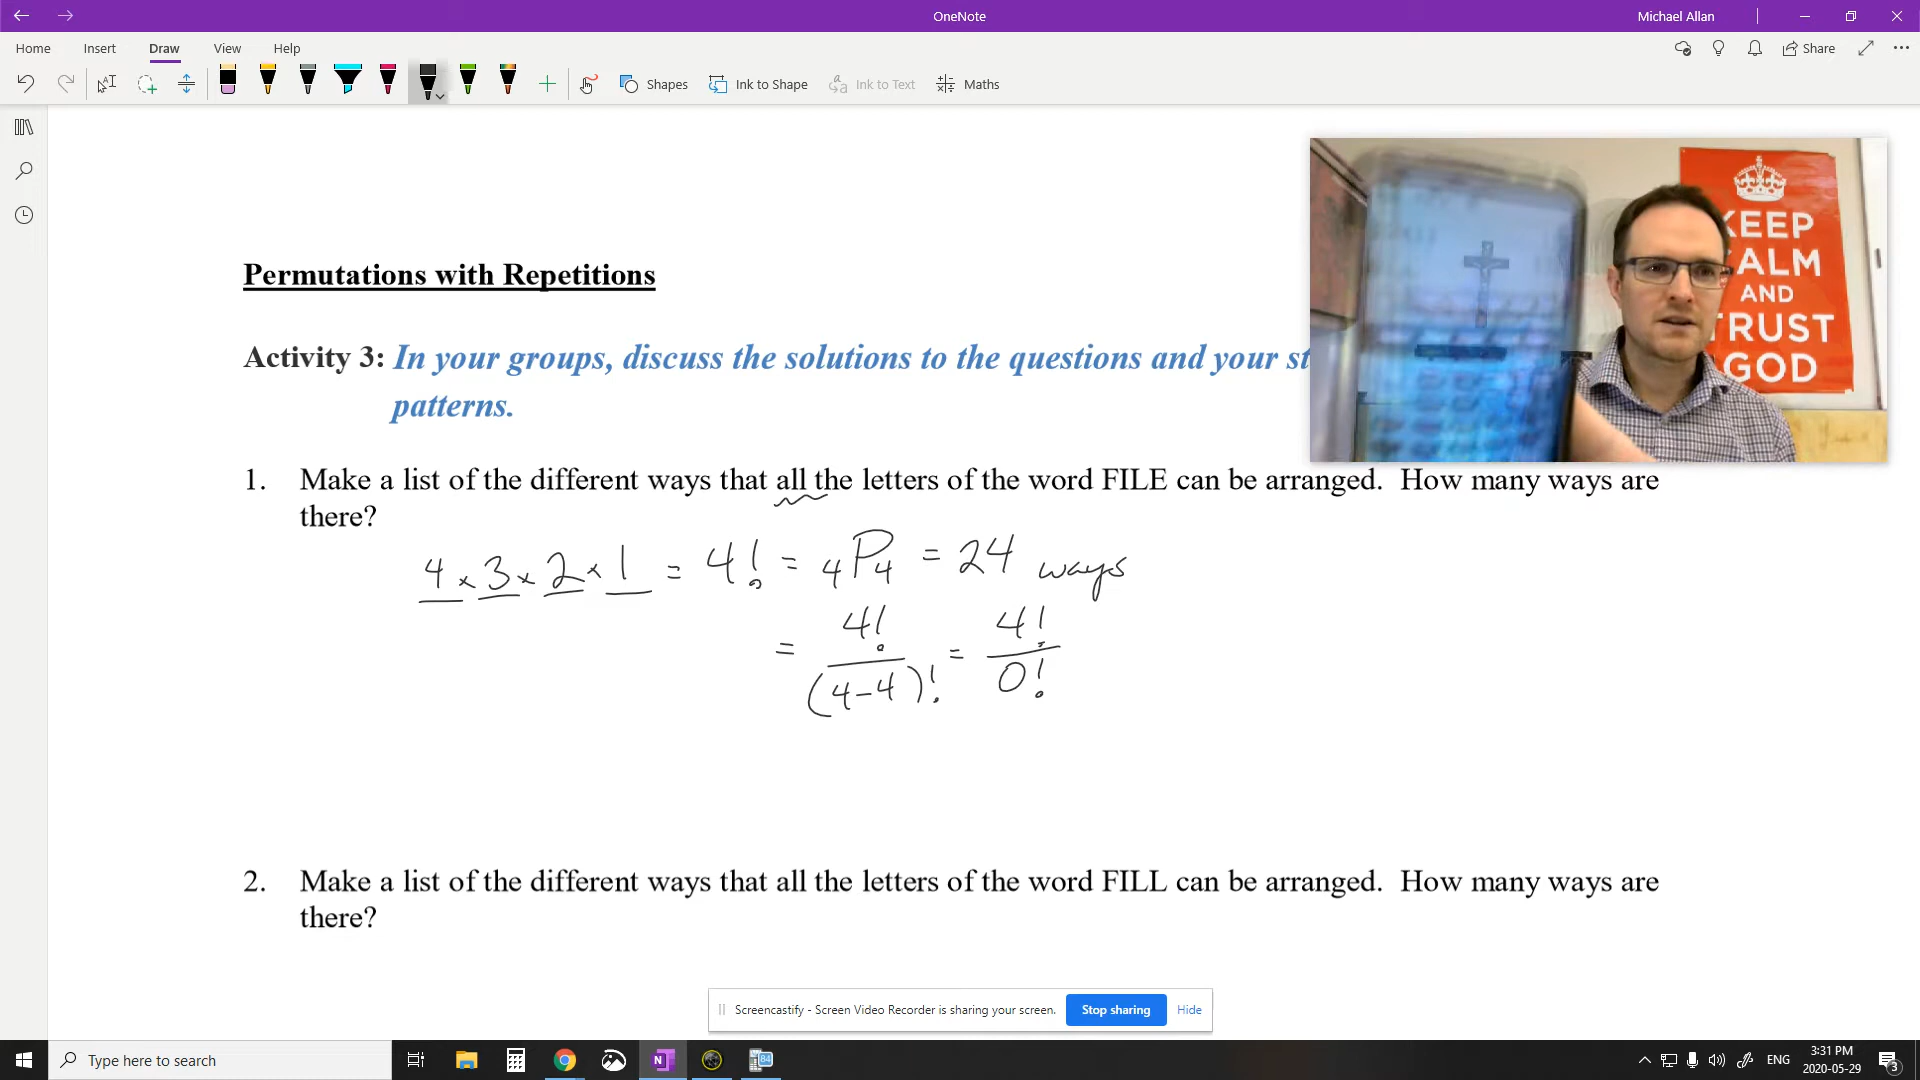 OneNote
Michael Allan
Home Insert Draw View Help
Share
Shapes Ink to Shape Ink to Text Maths
KEEP
CALM
AND
TRUST
GOD
Permutations with Repetitions
Activity 3: In your groups, discuss the solutions to the questions and your st
patterns.
1. Make a list of the different ways that all the letters of the word FILE can be arranged. How many ways are
there?
4 × 3 × 2 × 1 = 4! = 4P4 = 24 ways
= 4!/(4-4)! = 4!/0!
2. Make a list of the different ways that all the letters of the word FILL can be arranged. How many ways are
there?
Screencastify - Screen Video Recorder is sharing your screen. Stop sharing Hide
Type here to search
N
84
ENG
3:31 PM
2020-05-29
3